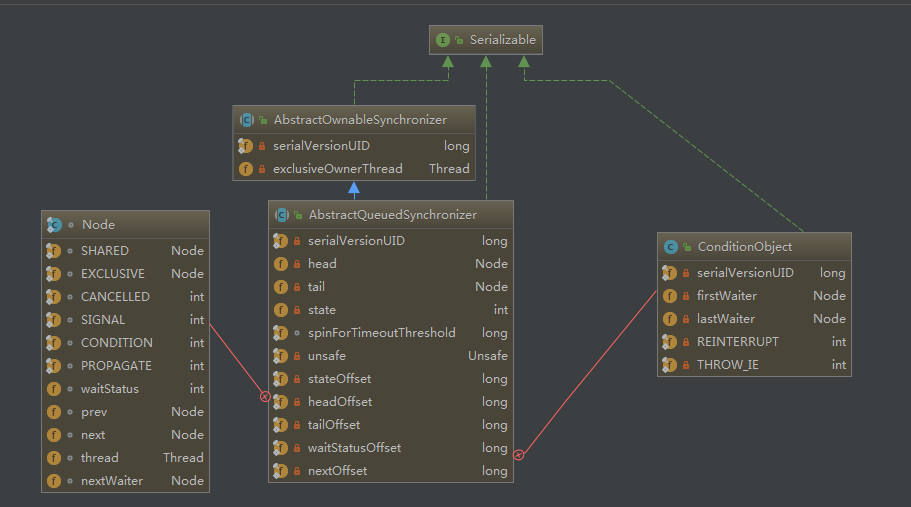 Serializable
AbstractOwnableSynchronizer
serialVersionUID long
exclusiveOwnerThread Thread
Node
SHARED Node
EXCLUSIVE Node
CANCELLED int
SIGNAL int
CONDITION int
PROPAGATE int
waitStatus int
prev Node
next Node
thread Thread
nextWaiter Node
AbstractQueuedSynchronizer
serialVersionUID long
head Node
tail Node
state int
spinForTimeoutThreshold long
unsafe Unsafe
stateOffset long
headOffset long
tailOffset long
waitStatusOffset long
nextOffset long
ConditionObject
serialVersionUID long
firstWaiter Node
lastWaiter Node
REINTERRUPT int
THROW_IE int